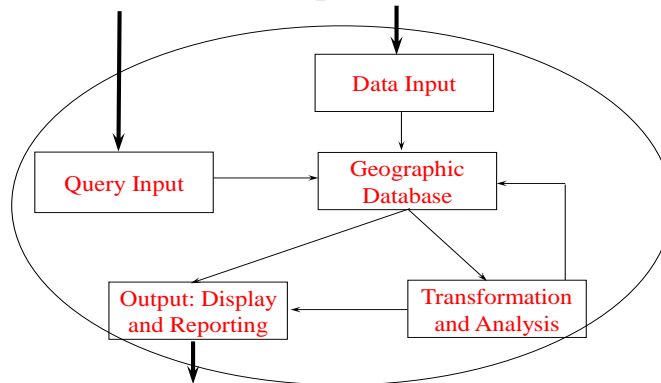 Data Input
Query Input
Geographic
Database
Output: Display
and Reporting
Transformation
and Analysis